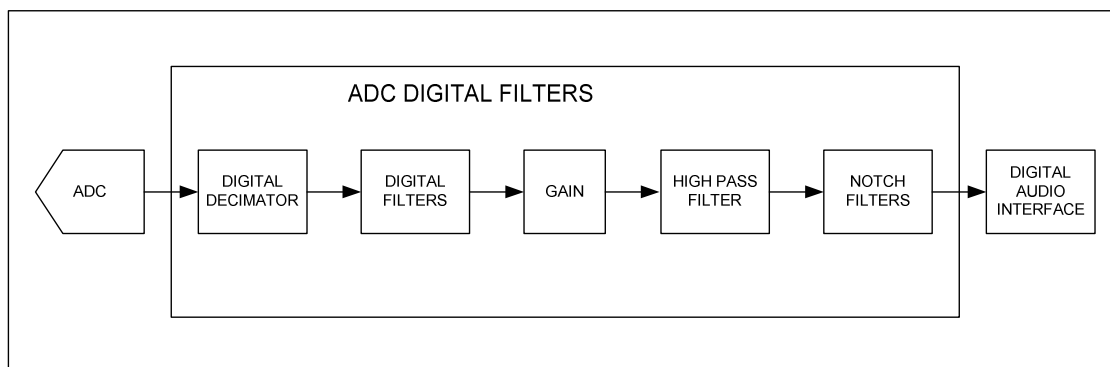 ADC DIGITAL FILTERS
ADC
DIGITAL
DECIMATOR
DIGITAL
FILTERS
GAIN
HIGH PASS
FILTER
NOTCH
FILTERS
DIGITAL
AUDIO
INTERFACE